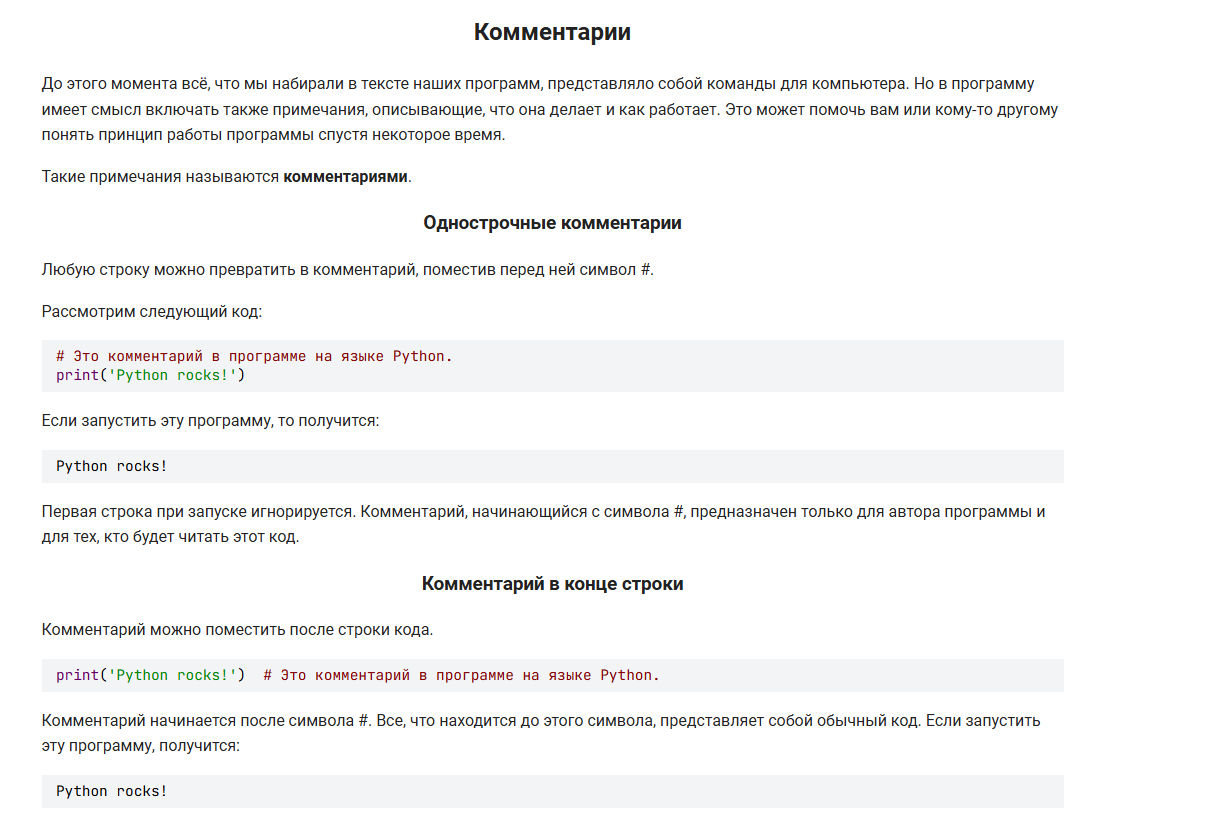 Комментарии
До этого момента всё, что мы набирали в тексте наших программ, представляло собой команды для компьютера. Но в программу
имеет смысл включать также примечания, описывающие, что она делает и как работает. Это может помочь вам или кому-то другому
понять принцип работы программы спустя некоторое время.
Такие примечания называются комментариями.
Однострочные комментарии
Любую строку можно превратить в комментарий, поместив перед ней символ #.
Рассмотрим следующий код:
# Это комментарий в программе на языке Python.
print('Python rocks!')
Если запустить эту программу, то получится:
Python rocks!
Первая строка при запуске игнорируется. Комментарий, начинающийся с символа #, предназначен только для автора программы и
для тех, кто будет читать этот код.
Комментарий в конце строки
Комментарий можно поместить после строки кода.
print('Python rocks!')  # Это комментарий в программе на языке Python.
Комментарий начинается после символа #. Все, что находится до этого символа, представляет собой обычный код. Если запустить
эту программу, получится:
Python rocks!